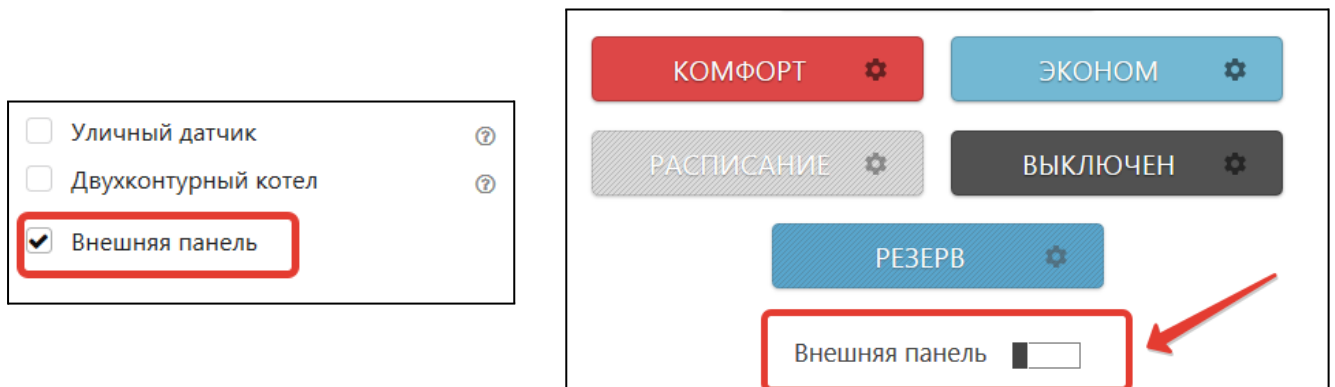 Уличный датчик
Двухконтурный котел
Внешняя панель
КОМФОРТ
ЭКОНОМ
РАСПИСАНИЕ
ВЫКЛЮЧЕН
РЕЗЕРВ
Внешняя панель